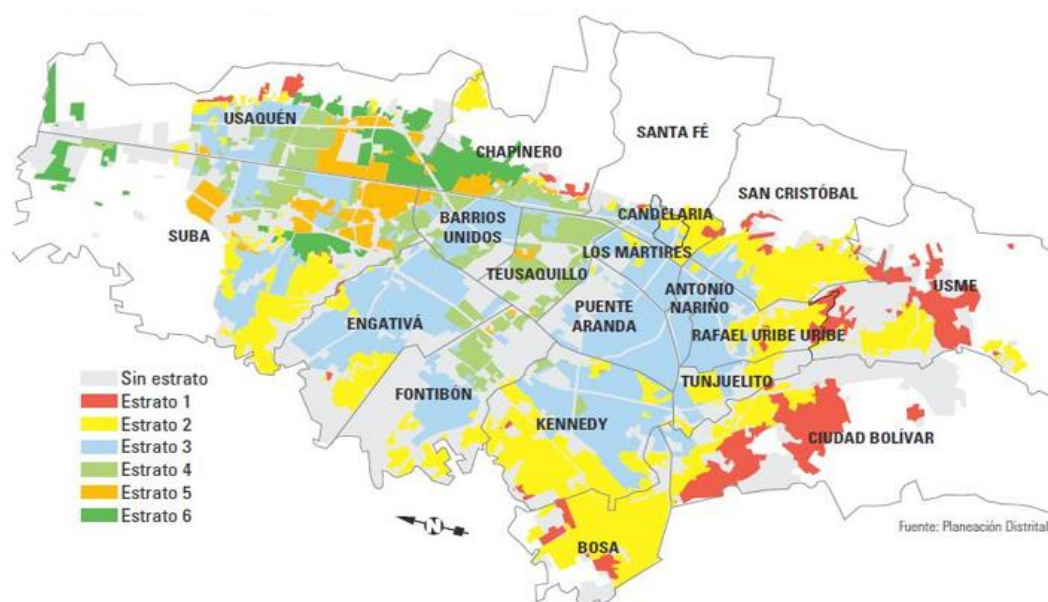 USAQUÉN
SANTA FÉ
CHAPINERO
SAN CRISTÓBAL
CANDELARIA
BARRIOS
UNIDOS
SUBA
LOS MÁRTIRES
TEUSAQUILLO
ANTONIO
NARIÑO
USME
PUENTE
ARANDA
ENGATIVÁ
RAFAEL URIBE URIBE
TUNJUELITO
FONTIBÓN
KENNEDY
CIUDAD BOLÍVAR
BOSA
Sin estrato
Estrato 1
Estrato 2
Estrato 3
Estrato 4
Estrato 5
Estrato 6
N
Fuente: Planeación Distrital